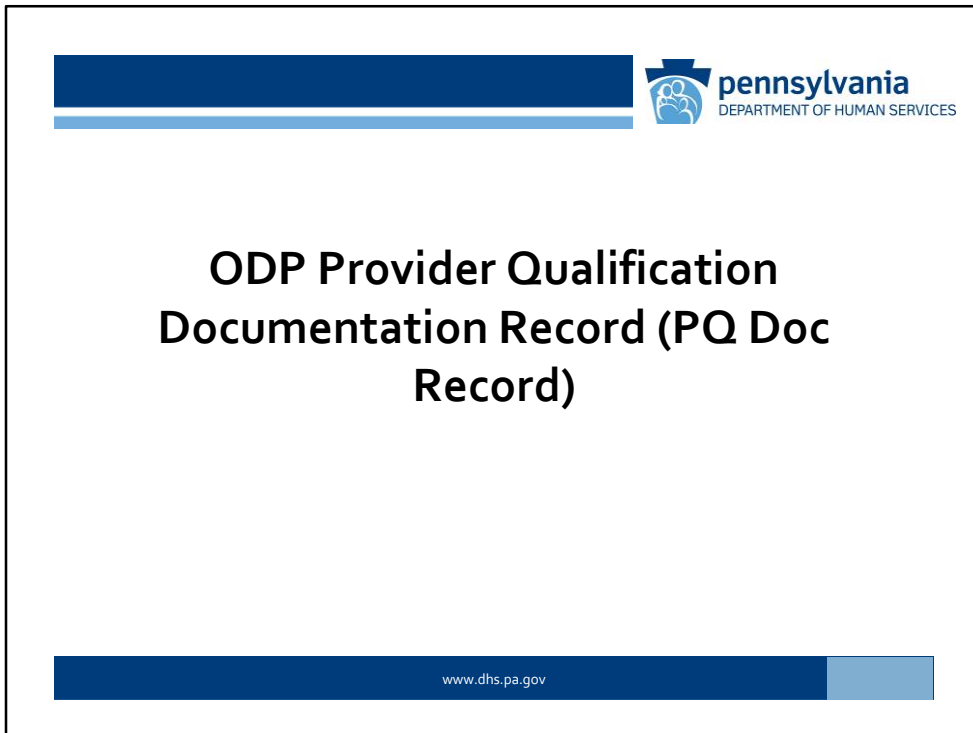 pennsylvania
DEPARTMENT OF HUMAN SERVICES
ODP Provider Qualification
Documentation Record (PQ Doc
Record)
www.dhs.pa.gov